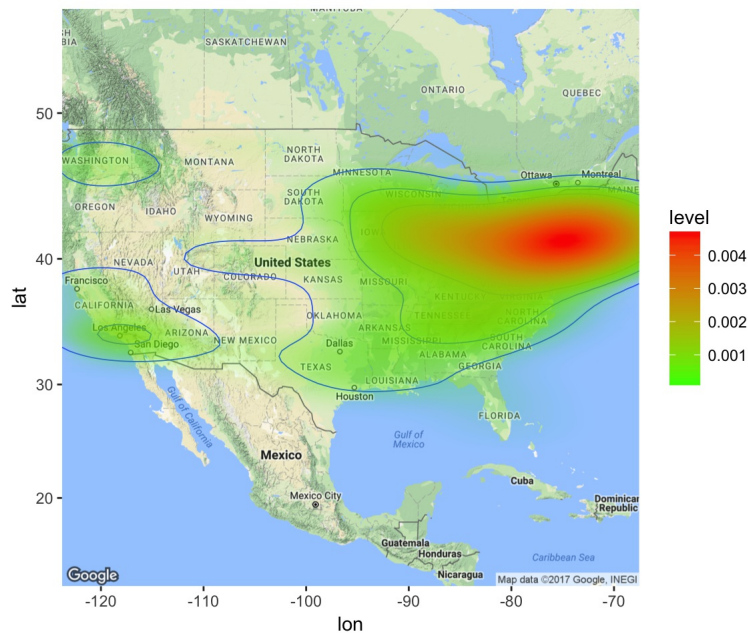 MANITOBA
SH
BIA
SASKATCHEWAN
ONTARIO
QUEBEC
50
WASHINGTON
MONTANA
NORTH
DAKOTA
MINNESOTA
Ottawa
Montreal
MAINE
OREGON
IDAHO
SOUTH
DAKOTA
WISCONSIN
WYOMING
level
NEBRASKA
IOW
0.004
40
NEVADA
UTAH
United States
COLORADO
KANSAS
MISSOURI
0.003
Francisco
CALIFORNIA
Las Vegas
KENTUCKY
VIRGINIA
0.002
lat
Los Angeles
San Diego
ARIZONA
NEW MEXICO
OKLAHOMA
ARKANSAS
TENNESSEE
NORTH
CAROLINA
Dallas
MISSISSIPPI
SOUTH
CAROLINA
0.001
ALABAMA
TEXAS
GEORGIA
30
LOUISIANA
Houston
Gulf of
California
FLORIDA
Gulf of
Mexico
Mexico
Cuba
20
Mexico City
Dominican
Republic
Guatemala
Honduras
Caribbean Sea
Nicaragua
Google
Map data ©2017 Google, INEGI
-120
-110
-100
-90
-80
-70
lon